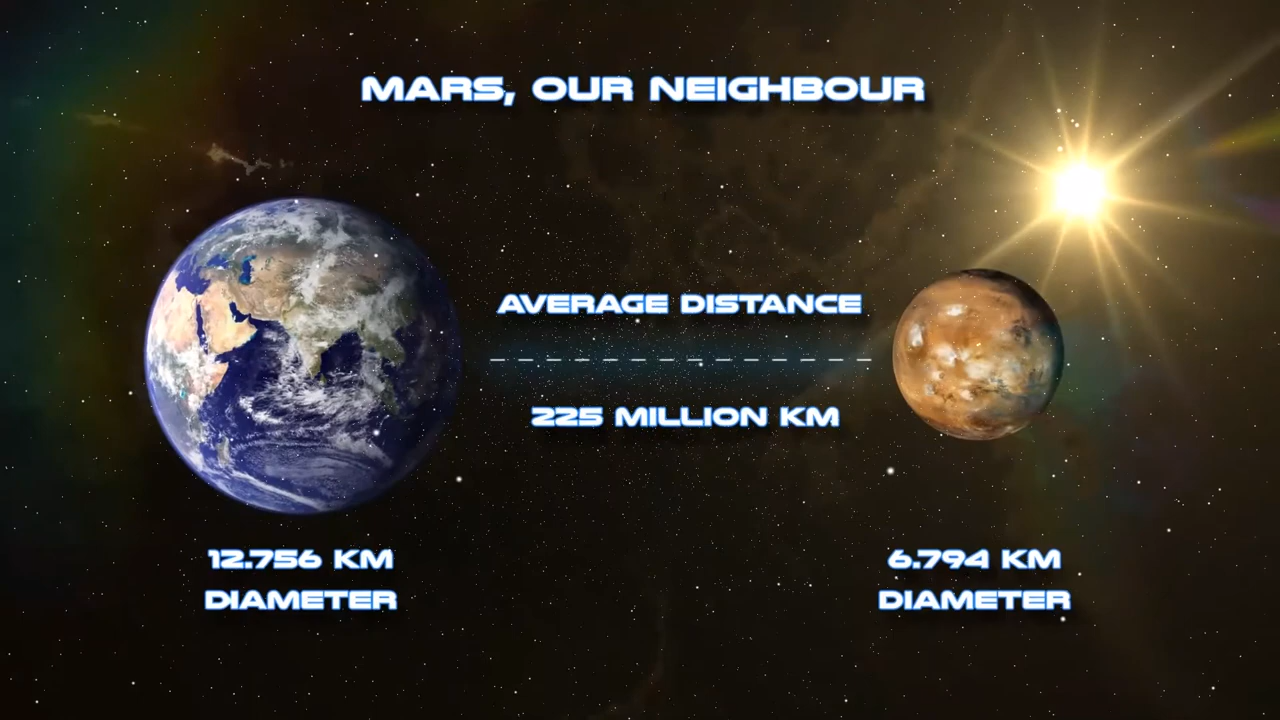 MARS, OUR NEIGHBOUR
AVERAGE DISTANCE
225 MILLION KM
12.756 KM
DIAMETER
6.794 KM
DIAMETER